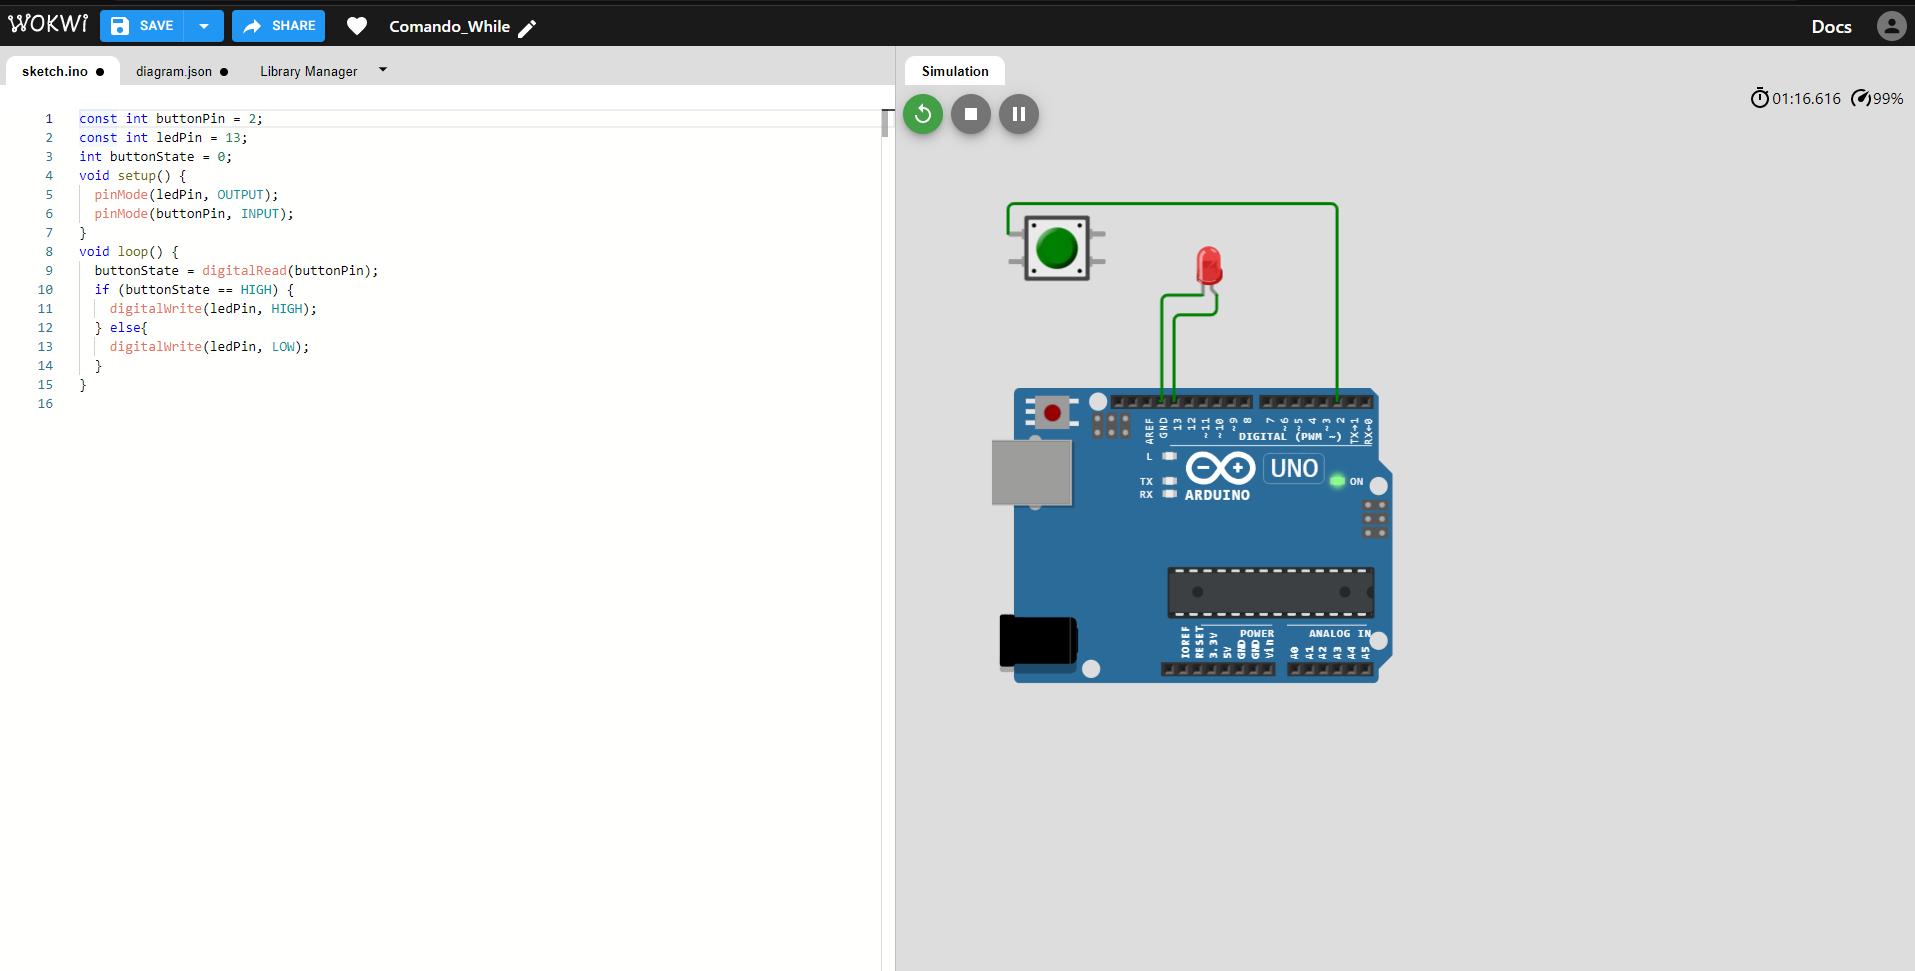 WOKWi SAVE SHARE Comando_While Docs
sketch.ino ● diagram.json ● Library Manager
Simulation
01:16.616 99%
1 const int buttonPin = 2;
2 const int ledPin = 13;
3 int buttonState = 0;
4 void setup() {
5 pinMode(ledPin, OUTPUT);
6 pinMode(buttonPin, INPUT);
7 }
8 void loop() {
9 buttonState = digitalRead(buttonPin);
10 if (buttonState == HIGH) {
11 digitalWrite(ledPin, HIGH);
12 } else{
13 digitalWrite(ledPin, LOW);
14 }
15 }
16
AREF GND 13 12 ~11 ~10 ~9 8 7 ~6 ~5 4 ~3 2 TX→1 RX←0
DIGITAL (PWM ~)
L
UNO
TX
ON
RX
ARDUINO
POWER
ANALOG IN
IOREF RESET 3.3V 5V GND GND Vin A0 A1 A2 A3 A4 A5